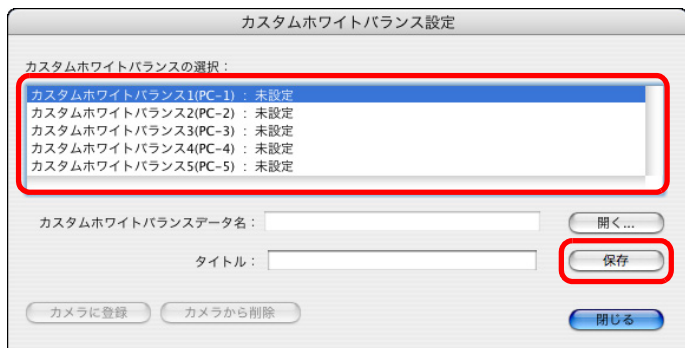 カスタムホワイトバランス設定
カスタムホワイトバランスの選択：
カスタムホワイトバランス1(PC-1) : 未設定
カスタムホワイトバランス2(PC-2) : 未設定
カスタムホワイトバランス3(PC-3) : 未設定
カスタムホワイトバランス4(PC-4) : 未設定
カスタムホワイトバランス5(PC-5) : 未設定
カスタムホワイトバランスデータ名： 開く...
タイトル： 保存
カメラに登録 カメラから削除 閉じる